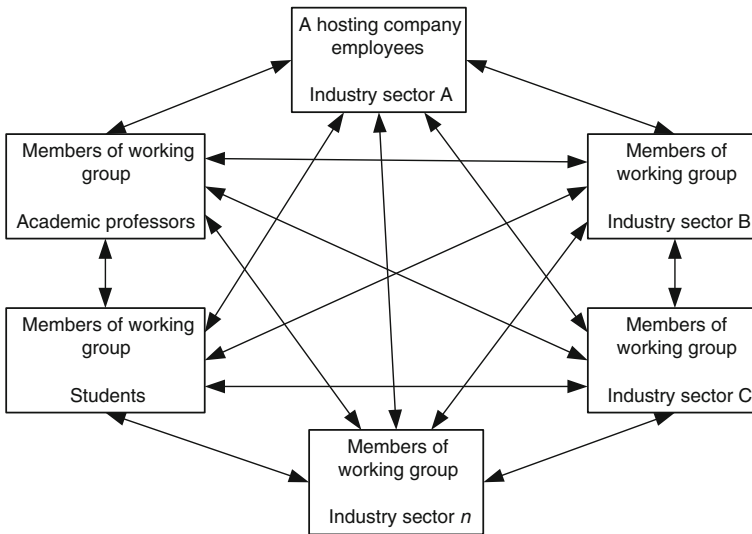 A hosting company
employees
Industry sector A
Members of working
group
Academic professors
Members of
working group
Industry sector B
Members of working
group
Students
Members of
working group
Industry sector C
Members of
working group
Industry sector n